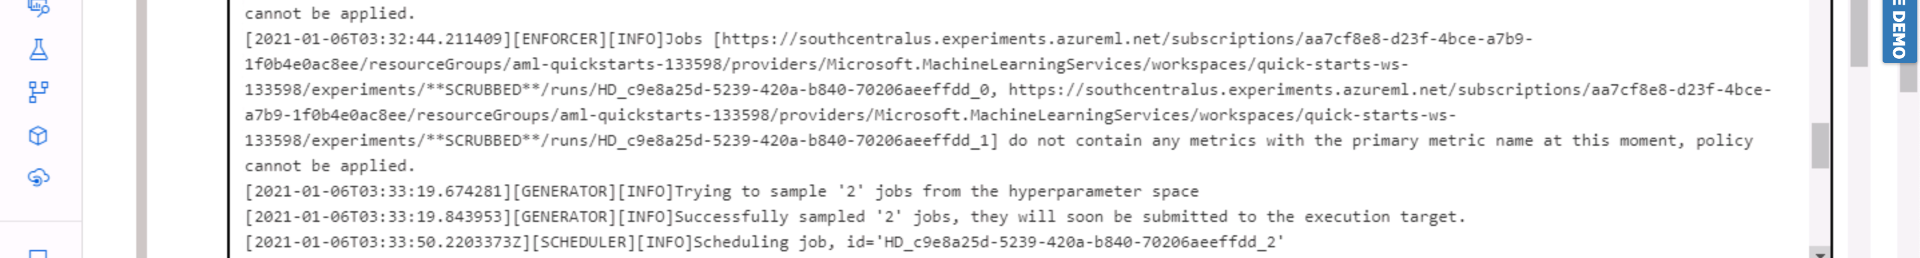 cannot be applied.
[2021-01-06T03:32:44.211409][ENFORCER][INFO]Jobs [https://southcentralus.experiments.azureml.net/subscriptions/aa7cf8e8-d23f-4bce-a7b9-
1f0b4e0ac8ee/resourceGroups/aml-quickstarts-133598/providers/Microsoft.MachineLearningServices/workspaces/quick-starts-ws-
133598/experiments/**SCRUBBED**/runs/HD_c9e8a25d-5239-420a-b840-70206aeeffdd_0, https://southcentralus.experiments.azureml.net/subscriptions/aa7cf8e8-d23f-4bce-
a7b9-1f0b4e0ac8ee/resourceGroups/aml-quickstarts-133598/providers/Microsoft.MachineLearningServices/workspaces/quick-starts-ws-
133598/experiments/**SCRUBBED**/runs/HD_c9e8a25d-5239-420a-b840-70206aeeffdd_1] do not contain any metrics with the primary metric name at this moment, policy
cannot be applied.
[2021-01-06T03:33:19.674281][GENERATOR][INFO]Trying to sample '2' jobs from the hyperparameter space
[2021-01-06T03:33:19.843953][GENERATOR][INFO]Successfully sampled '2' jobs, they will soon be submitted to the execution target.
[2021-01-06T03:33:50.2203373Z][SCHEDULER][INFO]Scheduling job, id='HD_c9e8a25d-5239-420a-b840-70206aeeffdd_2'
E DEMO